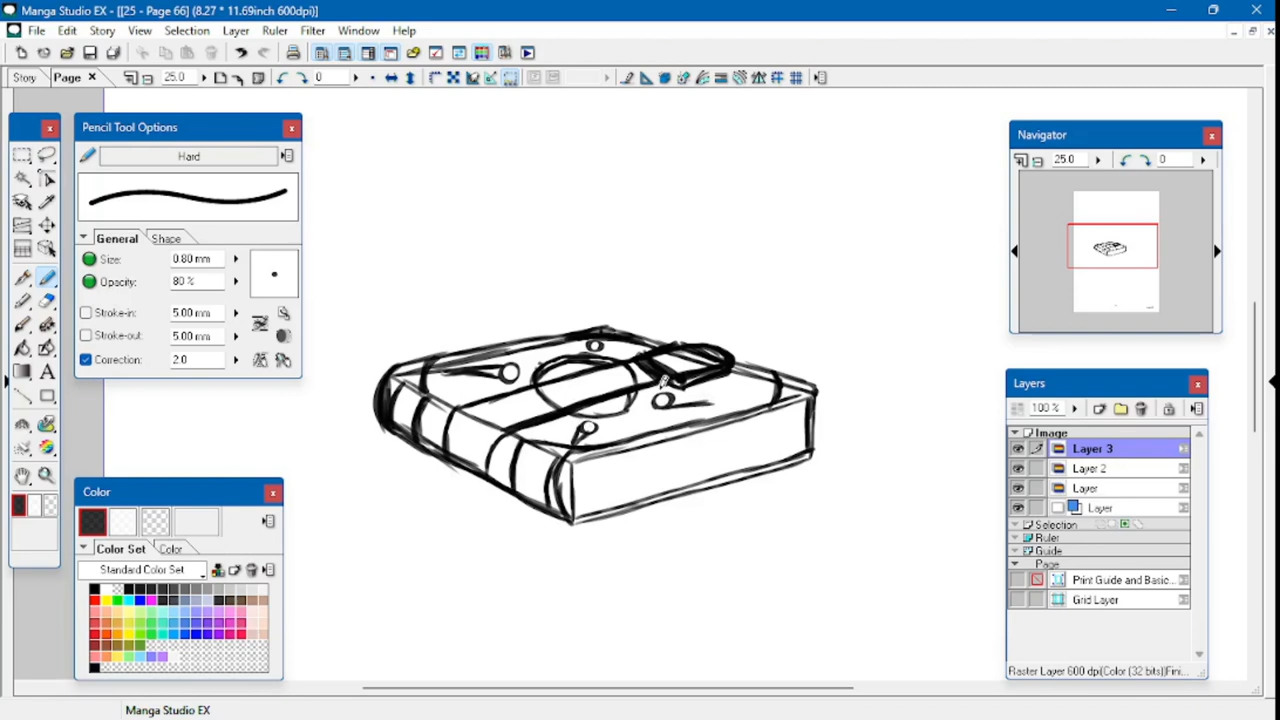 Manga Studio EX - [[25 - Page 66] (8.27 * 11.69inch 600dpi)]
File Edit Story View Selection Layer Ruler Filter Window Help
Story Page 25.0 0
Pencil Tool Options
Hard
General Shape
Size: 0.80 mm
Opacity: 80 %
Stroke-in: 5.00 mm
Stroke-out: 5.00 mm
Correction: 2.0
A
Color
Color Set Color
Standard Color Set
Navigator
25.0 0
Layers
100 %
Image
Layer 3
Layer 2
Layer
Layer
Selection
Ruler
Guide
Page
Print Guide and Basic...
Grid Layer
Raster Layer 600 dpi(Color (32 bits))Fini...
Manga Studio EX